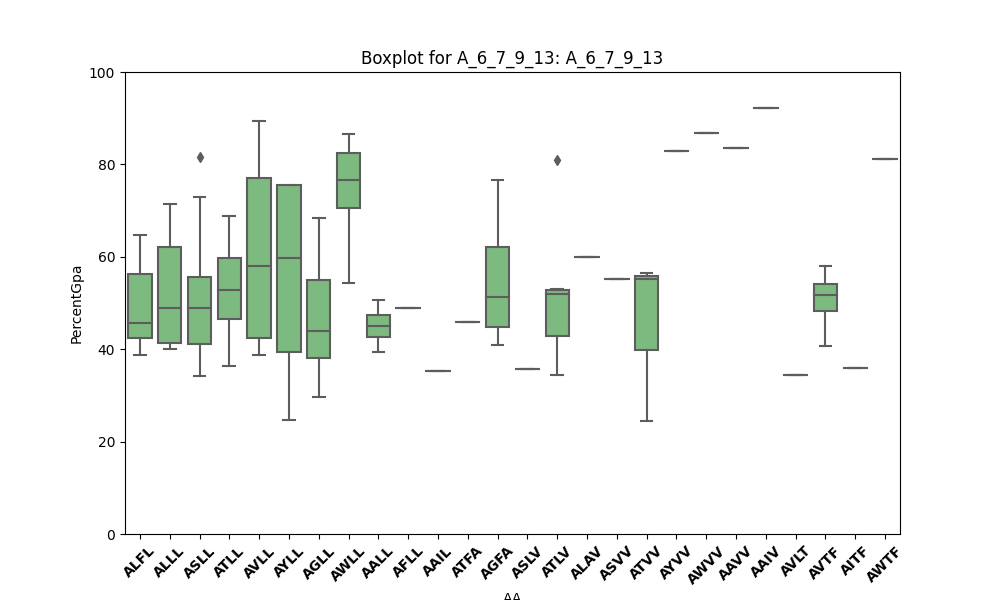 Boxplot for A_6_7_9_13: A_6_7_9_13
PercentGpa
100
80
60
40
20
0
ALFL
ALLL
ASLL
ATLL
AVLL
AYLL
AGLL
AWLL
AALL
AFLL
AAIL
ATFA
AGFA
ASLV
ATLV
ALAV
ASVV
ATVV
AYVV
AWVV
AAVV
AAIV
AVLT
AVTF
AITF
AWTF
AA